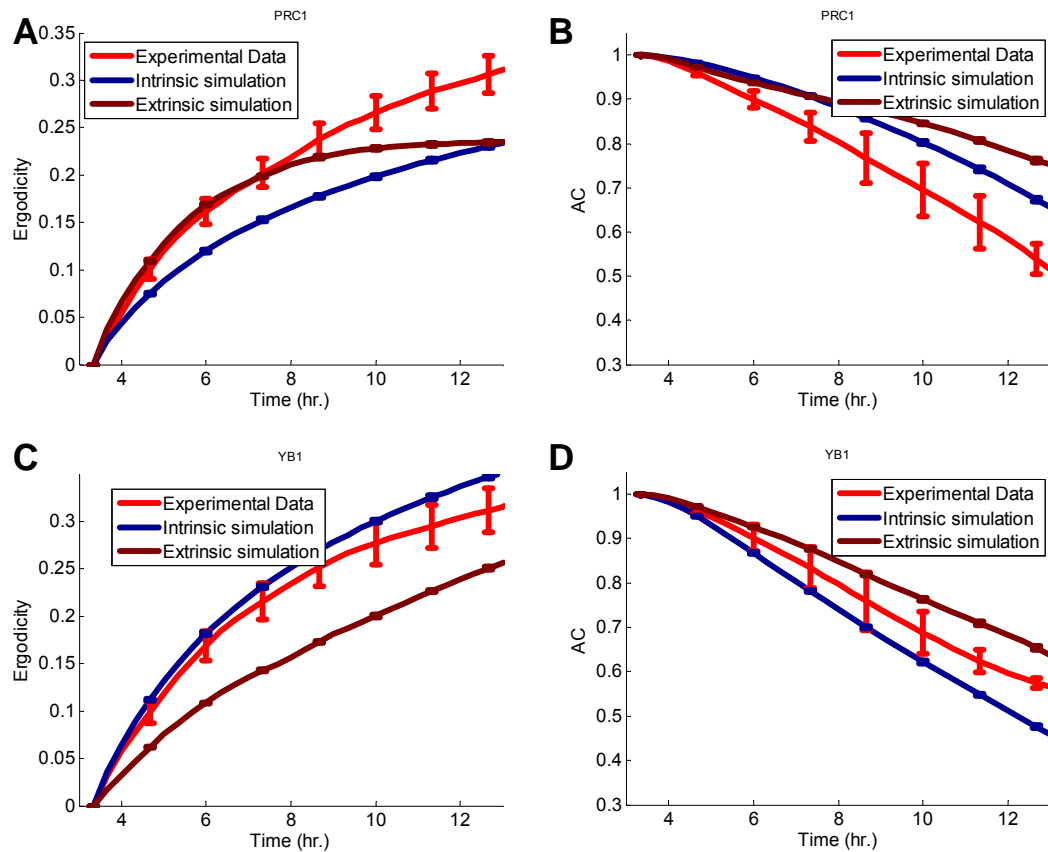 A
PRC1
Ergodicity
0.35
0.3
0.25
0.2
0.15
0.1
0.05
0
Experimental Data
Intrinsic simulation
Extrinsic simulation
4 6 8 10 12
Time (hr.)
B
PRC1
AC
1
0.9
0.8
0.7
0.6
0.5
0.4
0.3
Experimental Data
Intrinsic simulation
Extrinsic simulation
4 6 8 10 12
Time (hr.)
C
YB1
Ergodicity
0.3
0.25
0.2
0.15
0.1
0.05
0
Experimental Data
Intrinsic simulation
Extrinsic simulation
4 6 8 10 12
Time (hr.)
D
YB1
AC
1
0.9
0.8
0.7
0.6
0.5
0.4
0.3
Experimental Data
Intrinsic simulation
Extrinsic simulation
4 6 8 10 12
Time (hr.)